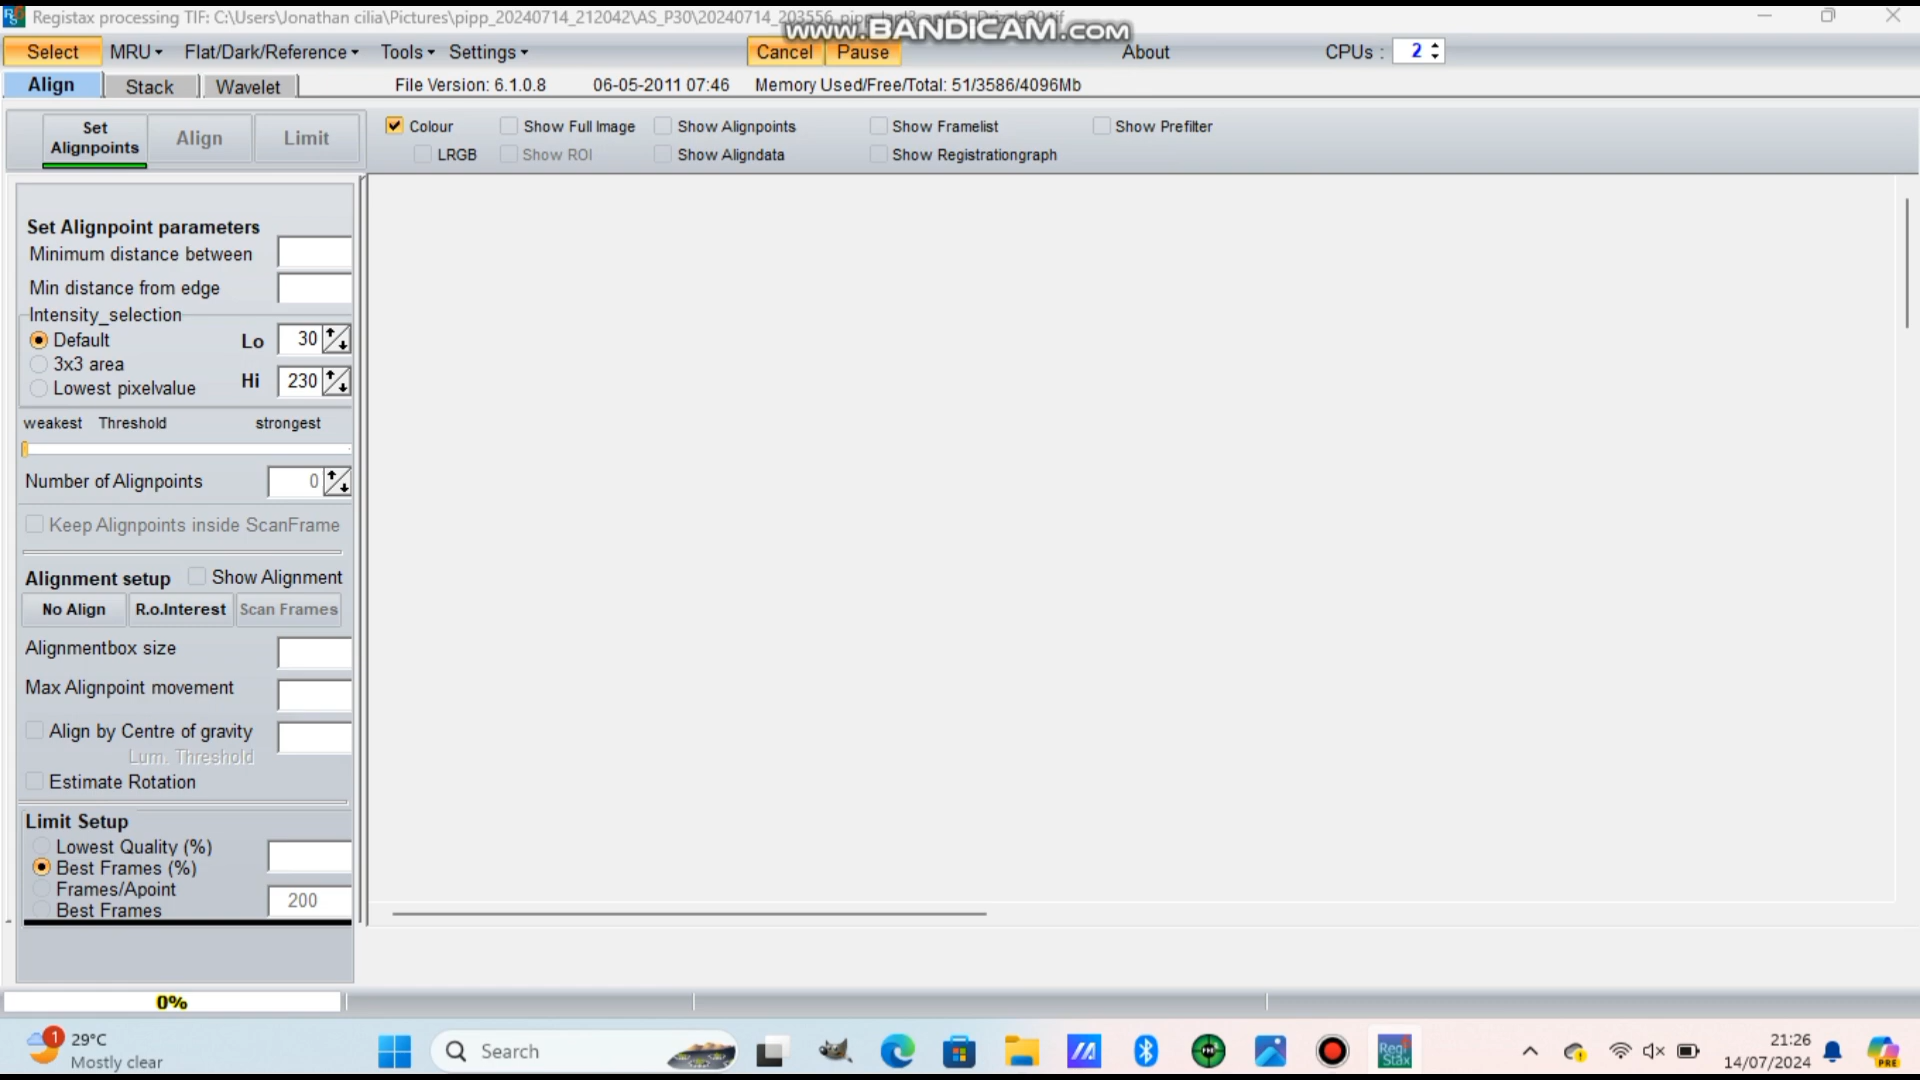 Registax processing TIF: C:\Users\Jonathan cilia\Pictures\pipp_20240714_212042\AS_P30\20240714_203556_pipp
www.BANDICAM.com
Select MRU Flat/Dark/Reference Tools Settings Cancel Pause About CPUs : 2
Align Stack Wavelet File Version: 6.1.0.8 06-05-2011 07:46 Memory Used/Free/Total: 51/3586/4096Mb
Set Alignpoints Align Limit
Colour Show Full Image Show Alignpoints Show Framelist Show Prefilter
LRGB Show ROI Show Aligndata Show Registrationgraph
Set Alignpoint parameters
Minimum distance between
Min distance from edge
Intensity_selection
Default Lo 30
3x3 area
Hi 230
Lowest pixelvalue
weakest Threshold strongest
Number of Alignpoints 0
Keep Alignpoints inside ScanFrame
Alignment setup Show Alignment
No Align R.o.Interest Scan Frames
Alignmentbox size
Max Alignpoint movement
Align by Centre of gravity
Lum. Threshold
Estimate Rotation
Limit Setup
Lowest Quality (%)
Best Frames (%)
Frames/Apoint
200
Best Frames
0%
1
29°C
Mostly clear
Search
Regi
Stax
21:26
14/07/2024
PRE